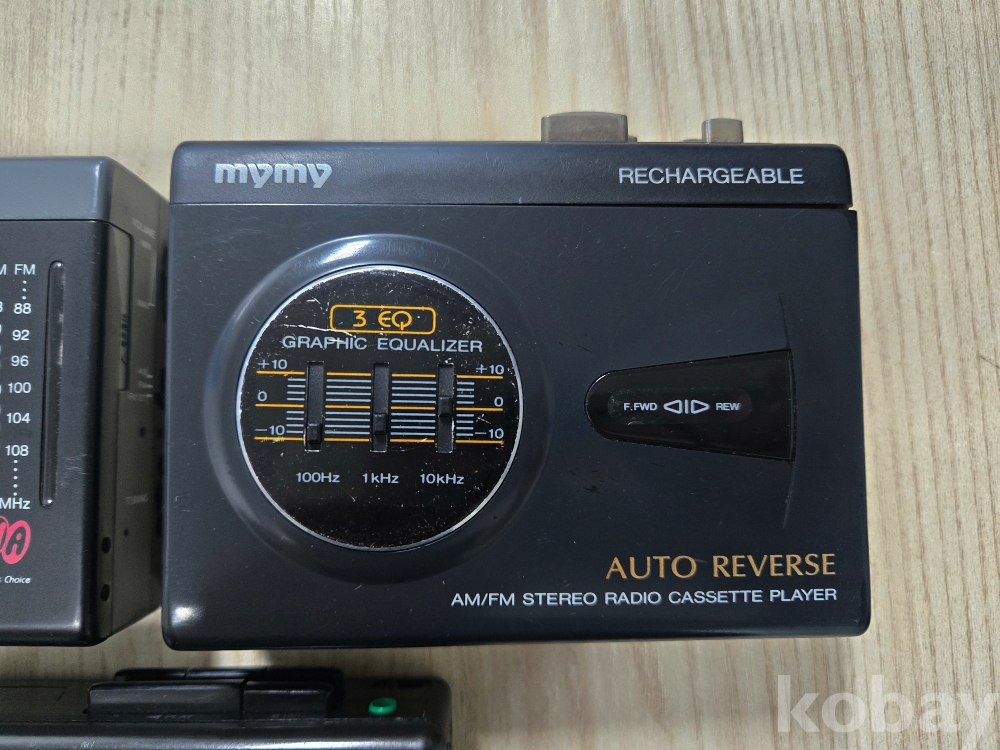 mymy
RECHARGEABLE
3 EQ
GRAPHIC EQUALIZER
+10 +10
0 0
-10 -10
100Hz 1kHz 10kHz
F.FWD REW
AUTO REVERSE
AM/FM STEREO RADIO CASSETTE PLAYER
FM
88
92
96
100
104
108
MHz
Choice
kobay